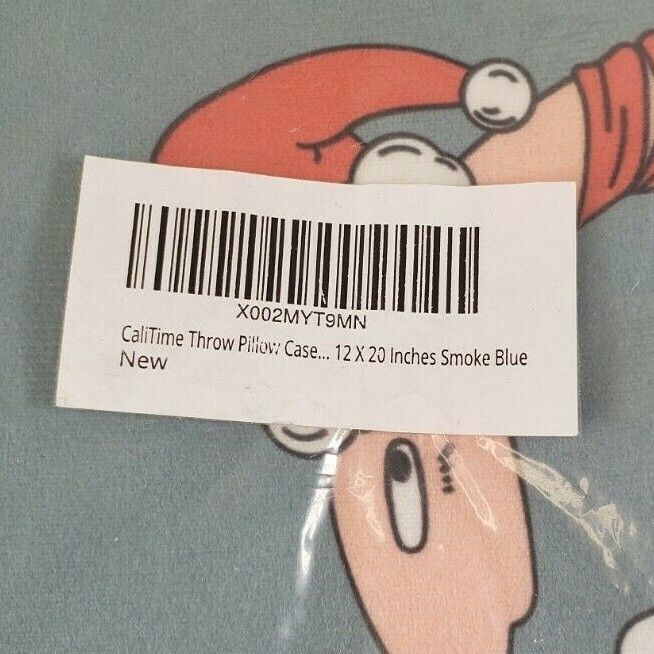 X002MYT9MN
CaliTime Throw Pillow Case... 12 X 20 Inches Smoke Blue
New